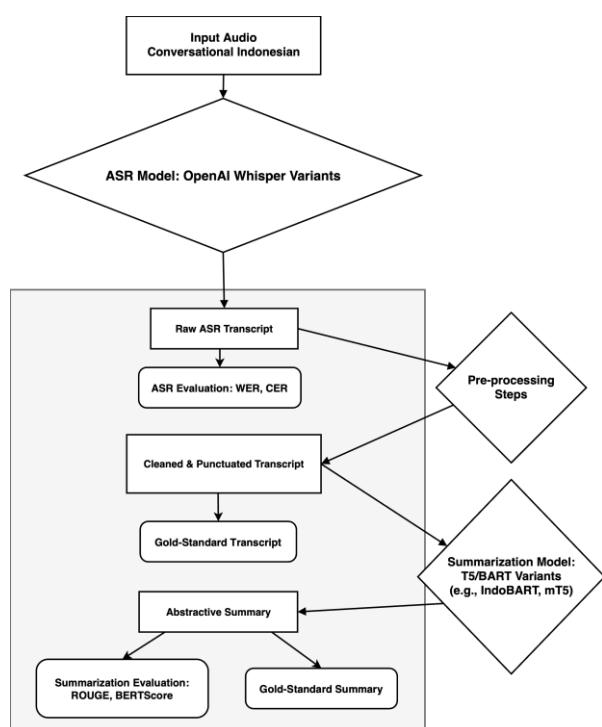 Input Audio
Conversational Indonesian
ASR Model: OpenAI Whisper Variants
Raw ASR Transcript
ASR Evaluation: WER, CER
Pre-processing
Steps
Cleaned & Punctuated Transcript
Gold-Standard Transcript
Summarization Model:
T5/BART Variants
(e.g., IndoBART, mT5)
Abstractive Summary
Summarization Evaluation:
ROUGE, BERTScore
Gold-Standard Summary